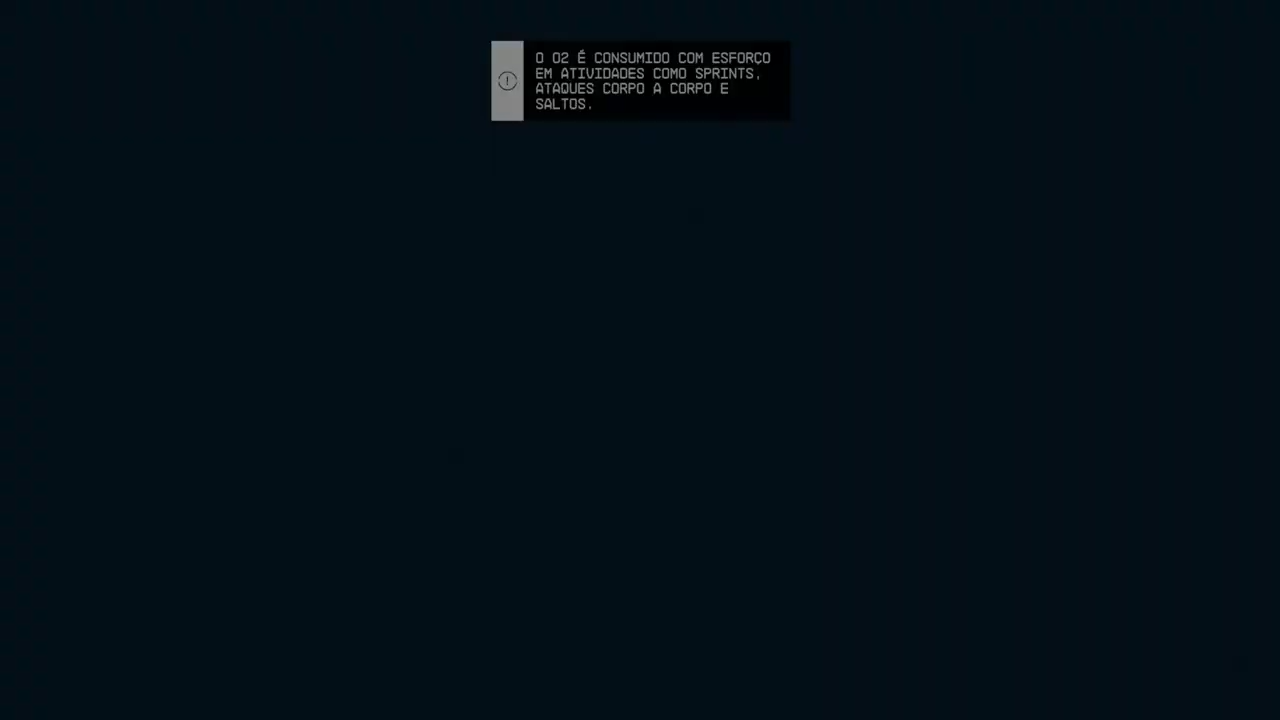 O O2 É CONSUMIDO COM ESFORÇO
EM ATIVIDADES COMO SPRINTS,
ATAQUES CORPO A CORPO E
SALTOS.